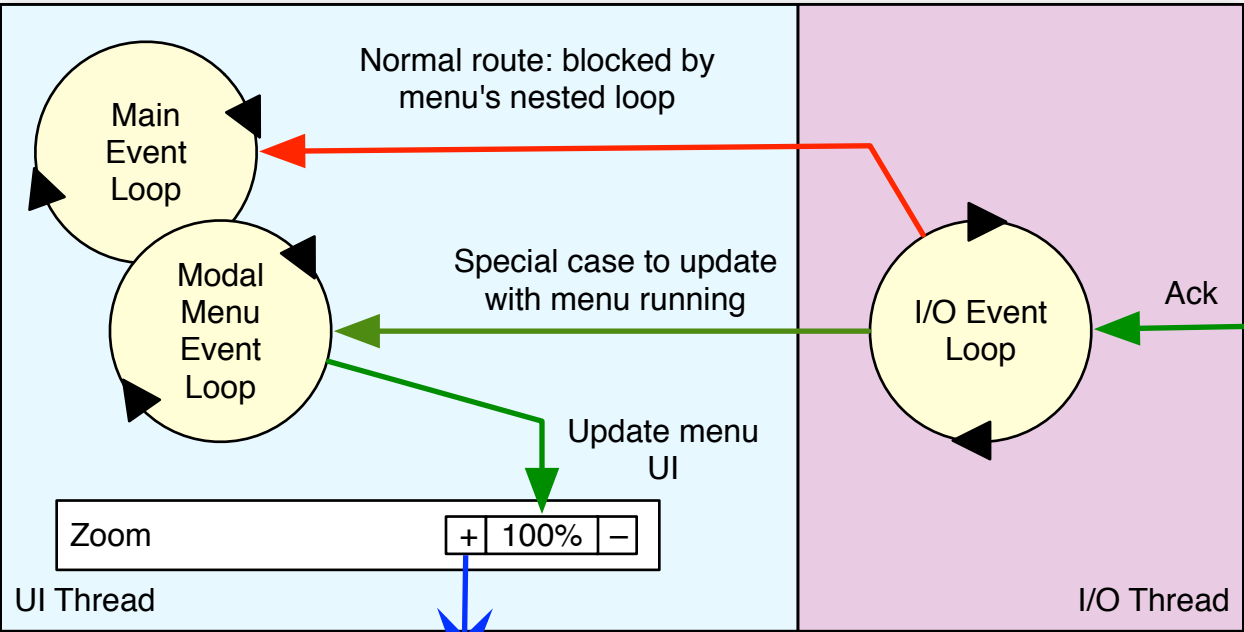 Normal route: blocked by
menu's nested loop
Main
Event
Loop
Special case to update
with menu running
Modal
Menu
Event
Loop
I/O Event
Loop
Ack
Update menu
UI
Zoom
+ 100% –
UI Thread
I/O Thread